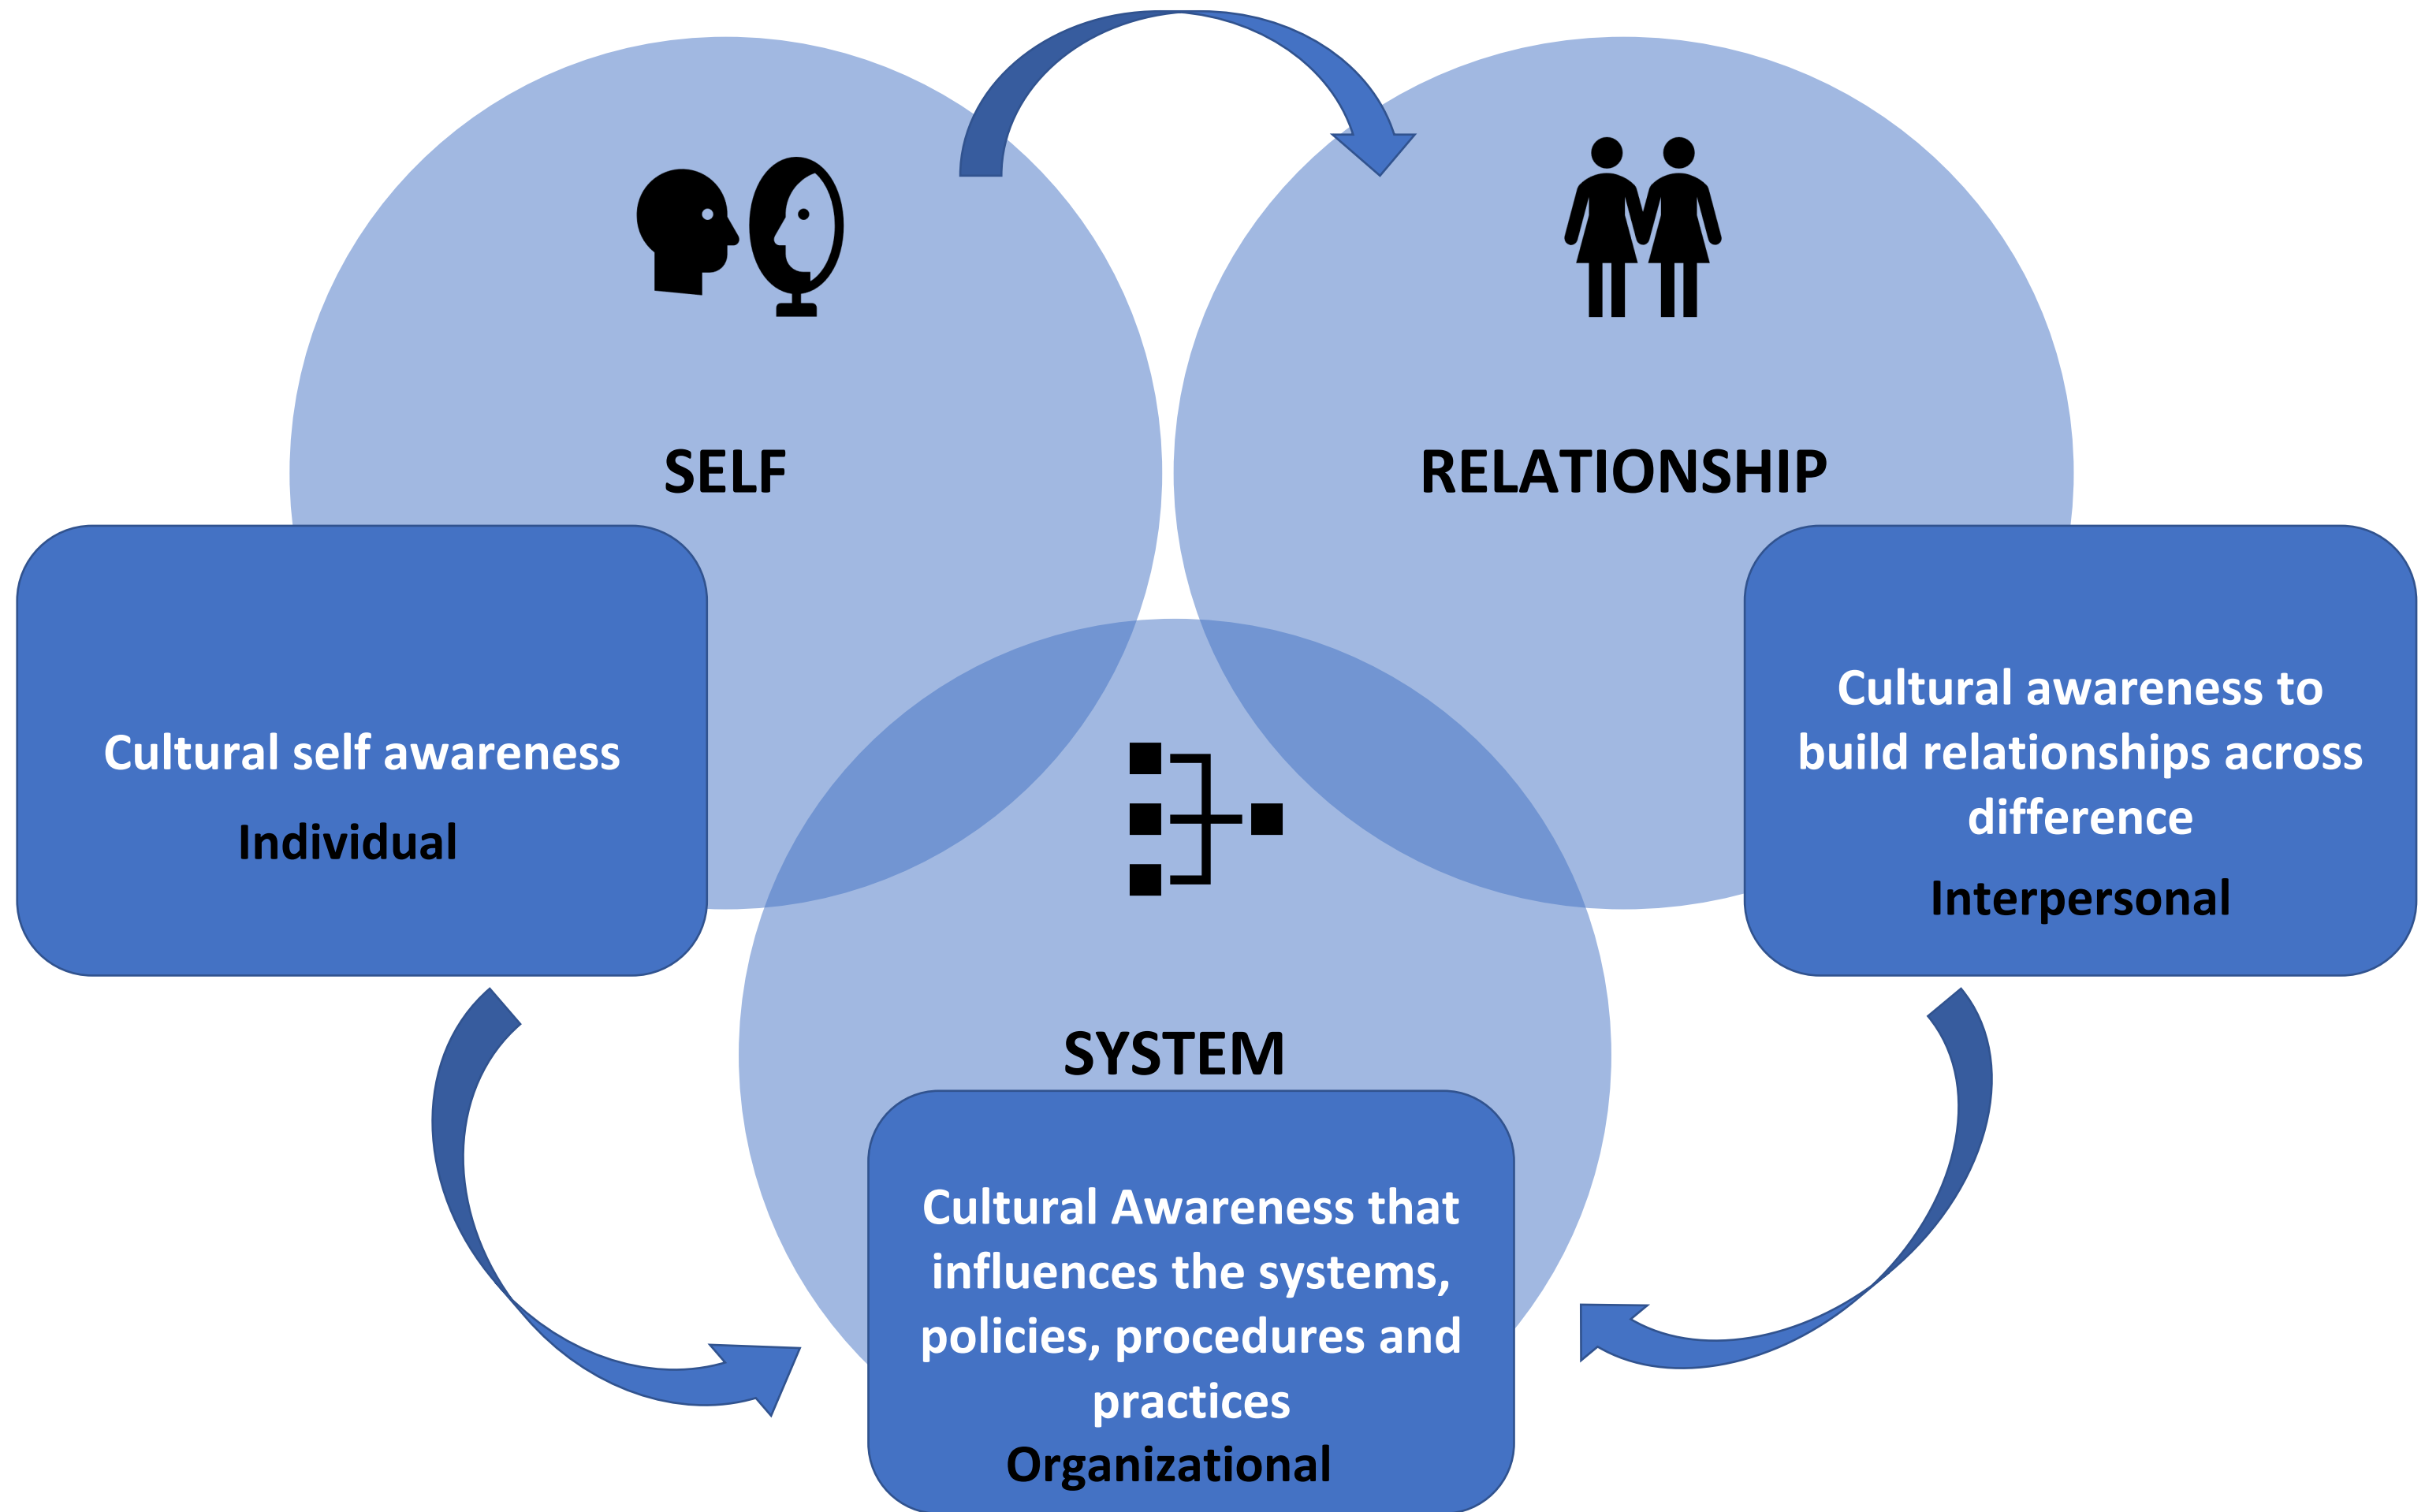 SELF
RELATIONSHIP
Cultural self awareness
Individual
Cultural awareness to
build relationships across
difference
Interpersonal
SYSTEM
Cultural Awareness that
influences the systems,
policies, procedures and
practices
Organizational